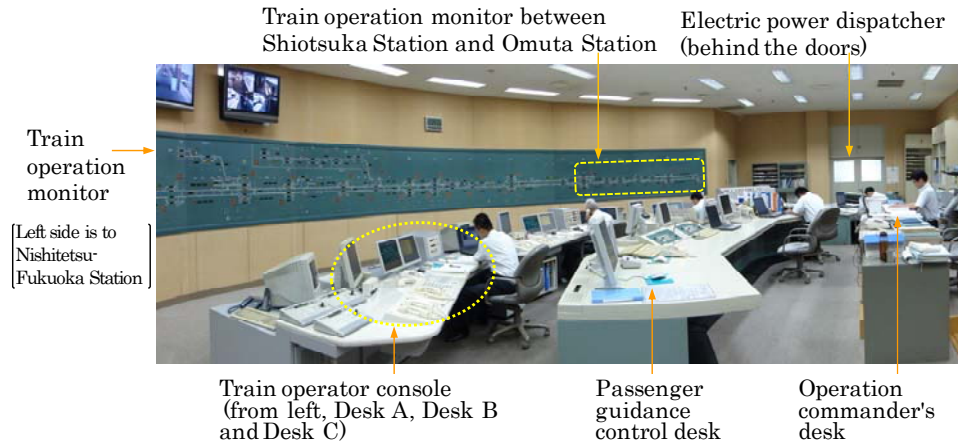 Train operation monitor between
Shiotsuka Station and Omuta Station
Electric power dispatcher
(behind the doors)
Train
operation
monitor
Left side is to
Nishitetsu-
Fukuoka Station
Train operator console
(from left, Desk A, Desk B
and Desk C)
Passenger
guidance
control desk
Operation
commander's
desk